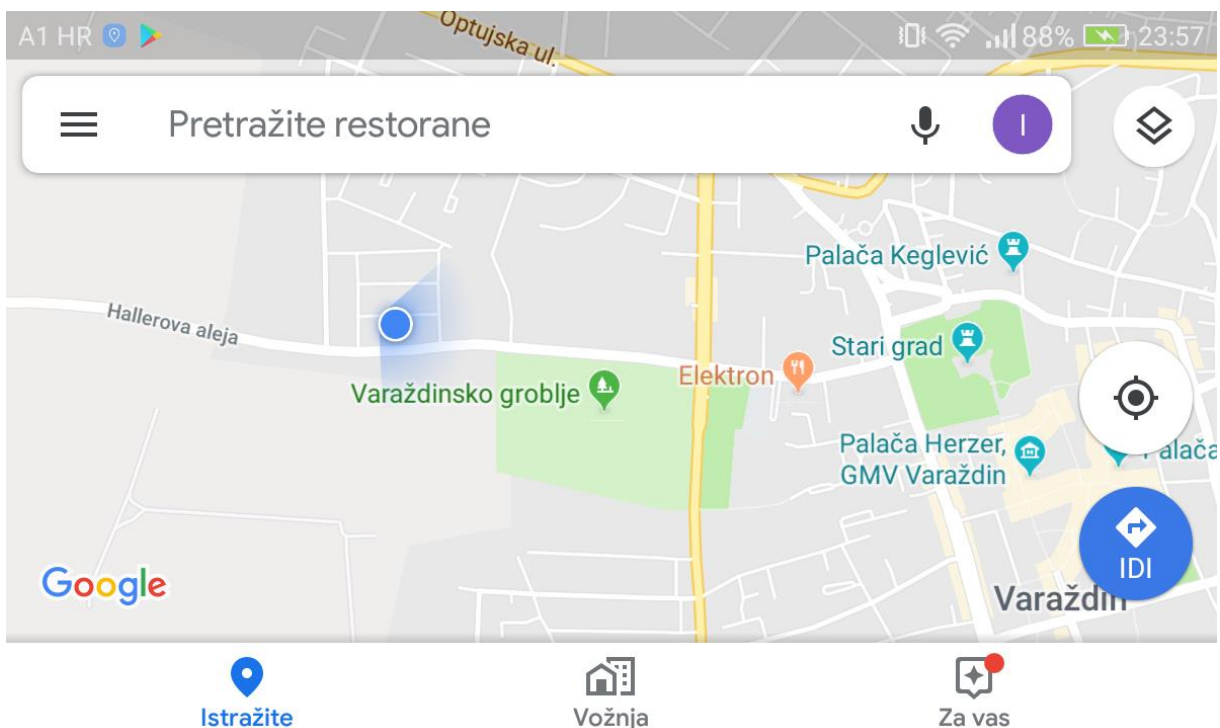 A1 HR
88% 23:57
Optujska ul.
Pretražite restorane
I
Palača Keglević
Hallerova aleja
Stari grad
Elektron
Varaždinsko groblje
Palača Herzer,
GMV Varaždin
Palača
IDI
Google
Varaždin
Istražite
Vožnja
Za vas